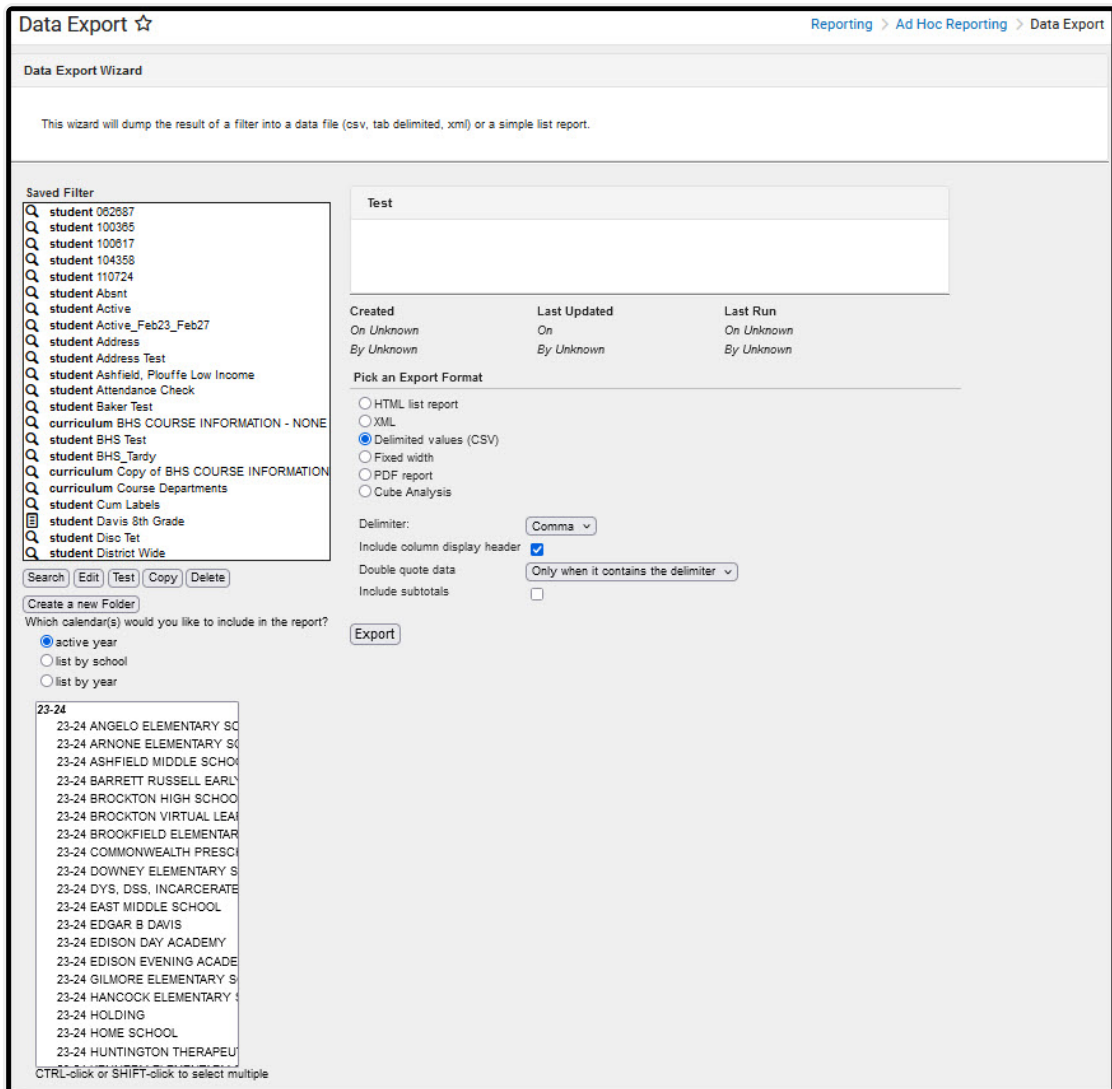 Data Export ☆
Reporting > Ad Hoc Reporting > Data Export
Data Export Wizard
This wizard will dump the result of a filter into a data file (csv, tab delimited, xml) or a simple list report.
Saved Filter
student 062687
student 100365
student 100617
student 104358
student 110724
student Absnt
student Active
student Active_Feb23_Feb27
student Address
student Address Test
student Ashfield, Plouffe Low Income
student Attendance Check
student Baker Test
curriculum BHS COURSE INFORMATION - NONE
student BHS Test
student BHS_Tardy
curriculum Copy of BHS COURSE INFORMATION
curriculum Course Departments
student Cum Labels
student Davis 8th Grade
student Disc Tet
student District Wide
Search Edit Test Copy Delete
Create a new Folder
Which calendar(s) would you like to include in the report?
active year
list by school
list by year
23-24
23-24 ANGELO ELEMENTARY SC
23-24 ARNONE ELEMENTARY SC
23-24 ASHFIELD MIDDLE SCHOO
23-24 BARRETT RUSSELL EARLY
23-24 BROCKTON HIGH SCHOO
23-24 BROCKTON VIRTUAL LEAR
23-24 BROOKFIELD ELEMENTAR
23-24 COMMONWEALTH PRESCH
23-24 DOWNEY ELEMENTARY S
23-24 DYS, DSS, INCARCERATE
23-24 EAST MIDDLE SCHOOL
23-24 EDGAR B DAVIS
23-24 EDISON DAY ACADEMY
23-24 EDISON EVENING ACADE
23-24 GILMORE ELEMENTARY S
23-24 HANCOCK ELEMENTARY S
23-24 HOLDING
23-24 HOME SCHOOL
23-24 HUNTINGTON THERAPEUT
CTRL-click or SHIFT-click to select multiple
Test
Created Last Updated Last Run
On Unknown On On Unknown
By Unknown By Unknown By Unknown
Pick an Export Format
HTML list report
XML
Delimited values (CSV)
Fixed width
PDF report
Cube Analysis
Delimiter: Comma
Include column display header
Double quote data Only when it contains the delimiter
Include subtotals
Export